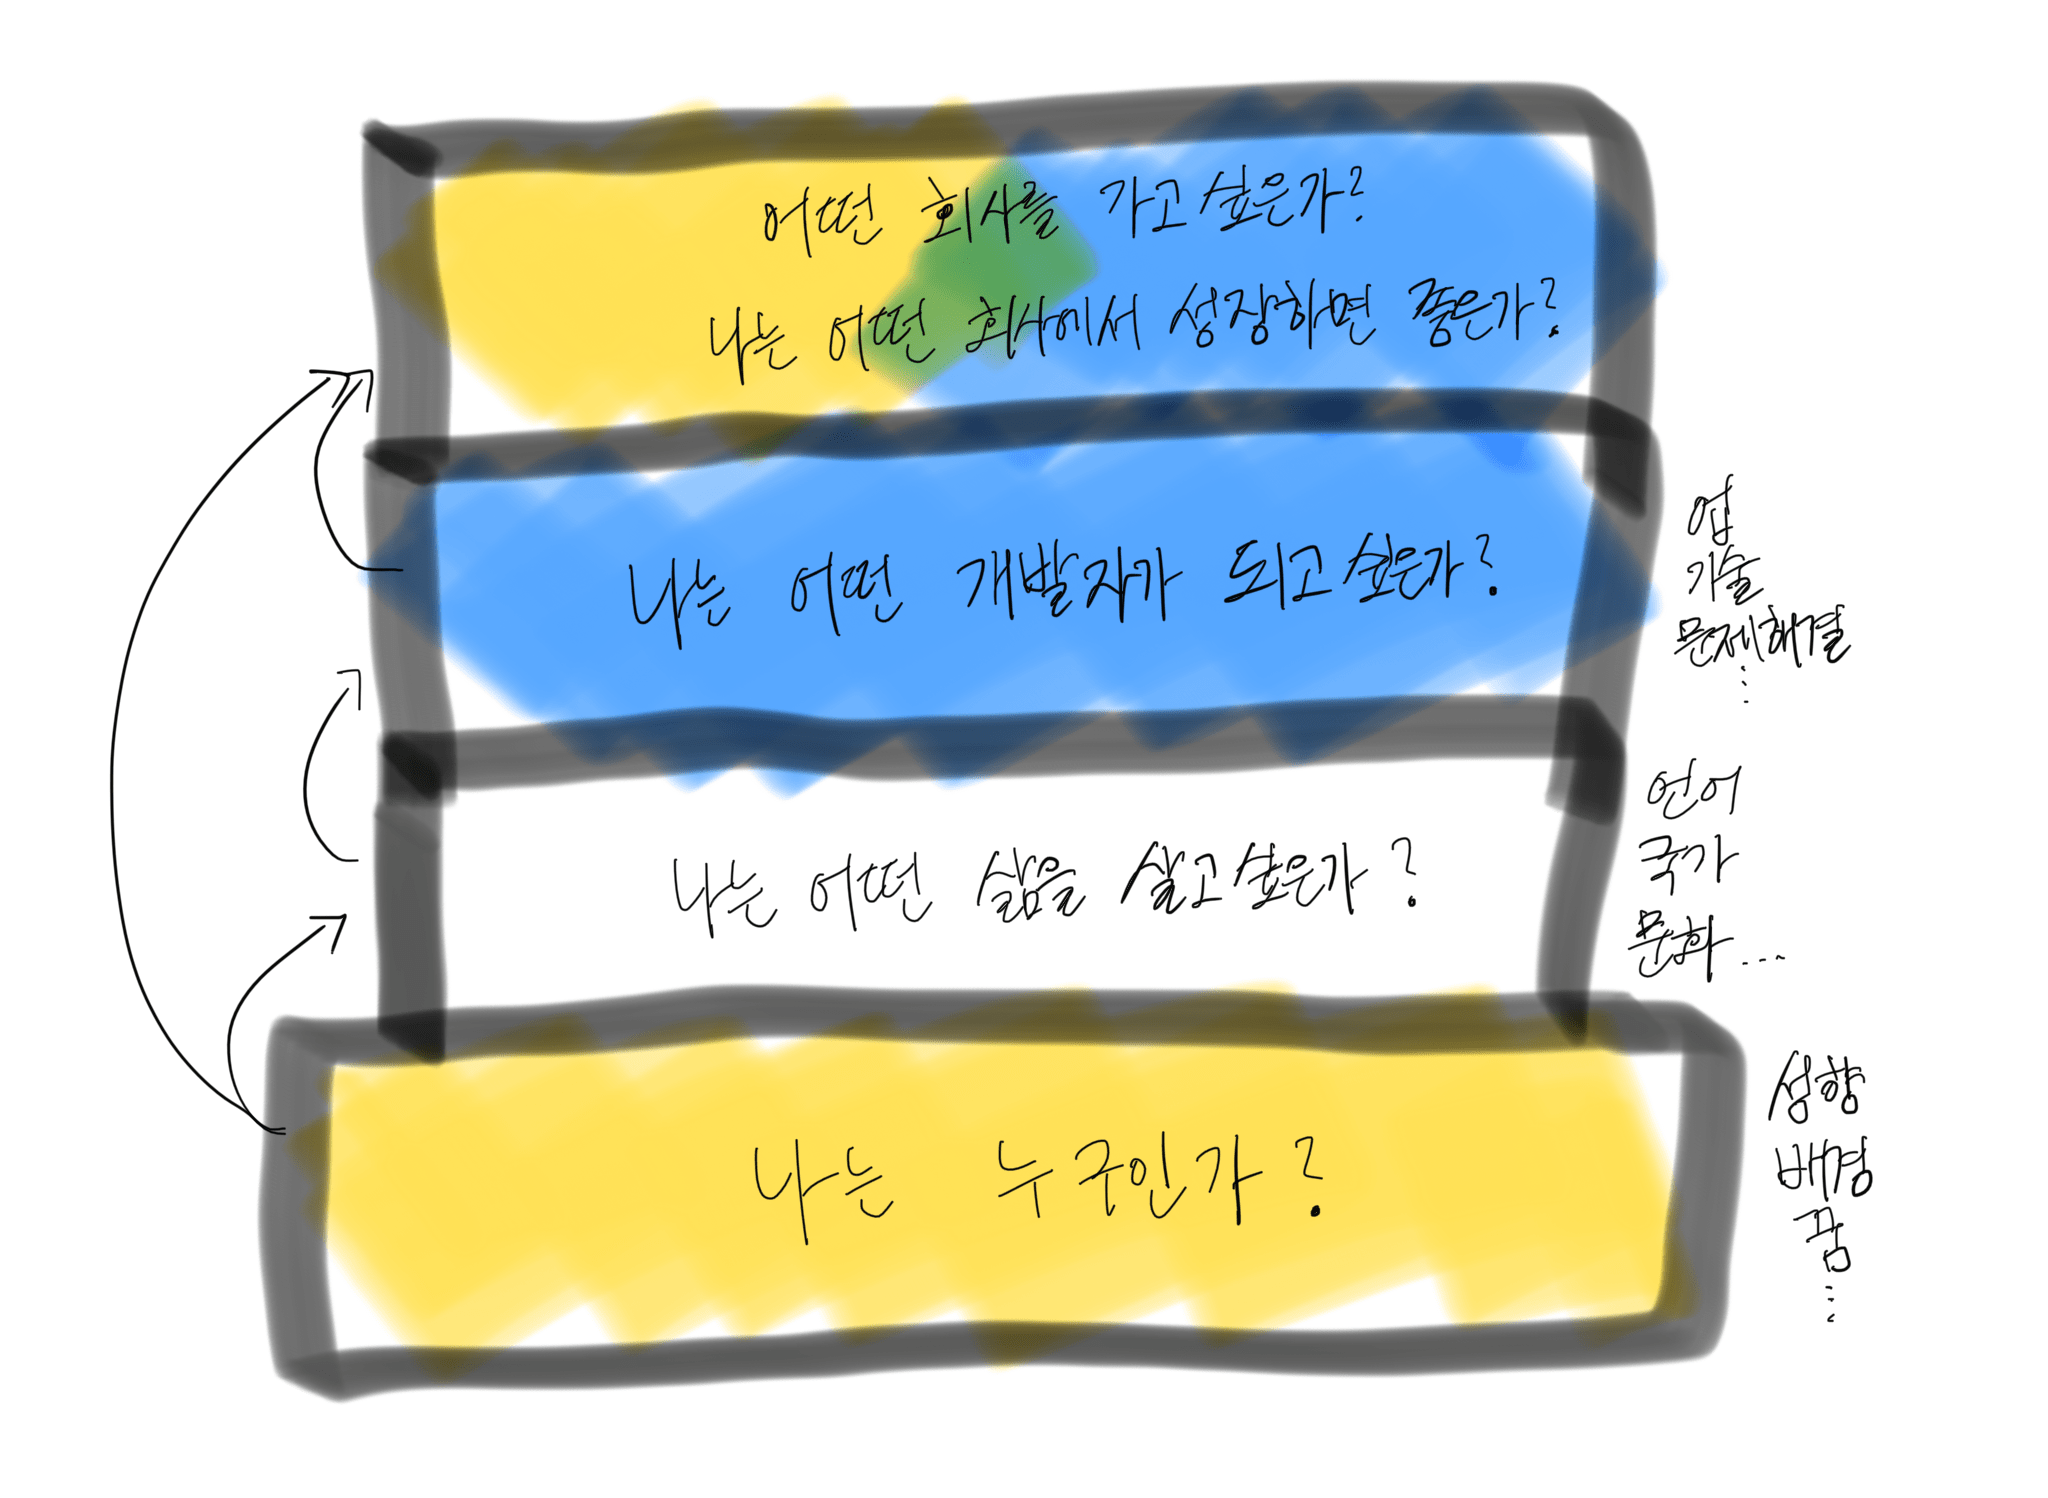 어떤 회사를 가고싶은가?
나는 어떤 회사에서 성장하면 좋은가?
나는 어떤 개발자가 되고싶은가?
업
기술
문제해결
⋮
나는 어떤 삶을 살고싶은가?
언어
국가
문화...
나는 누구인가?
성향
배경
꿈
⋮